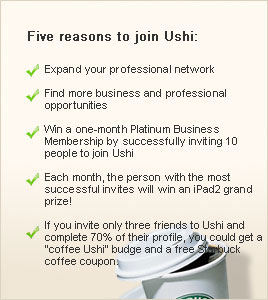 Five reasons to join Ushi:
Expand your professional network
Find more business and professional
opportunities
Win a one-month Platinum Business
Membership by successfully inviting 10
people to join Ushi
Each month, the person with the
most successful invites will win an iPad2 grand
prize!
If you invite only three friends to Ushi and
complete 70% of their profile, you could get a
"coffee Ushi" budge and a free Starbuck
coffee coupon